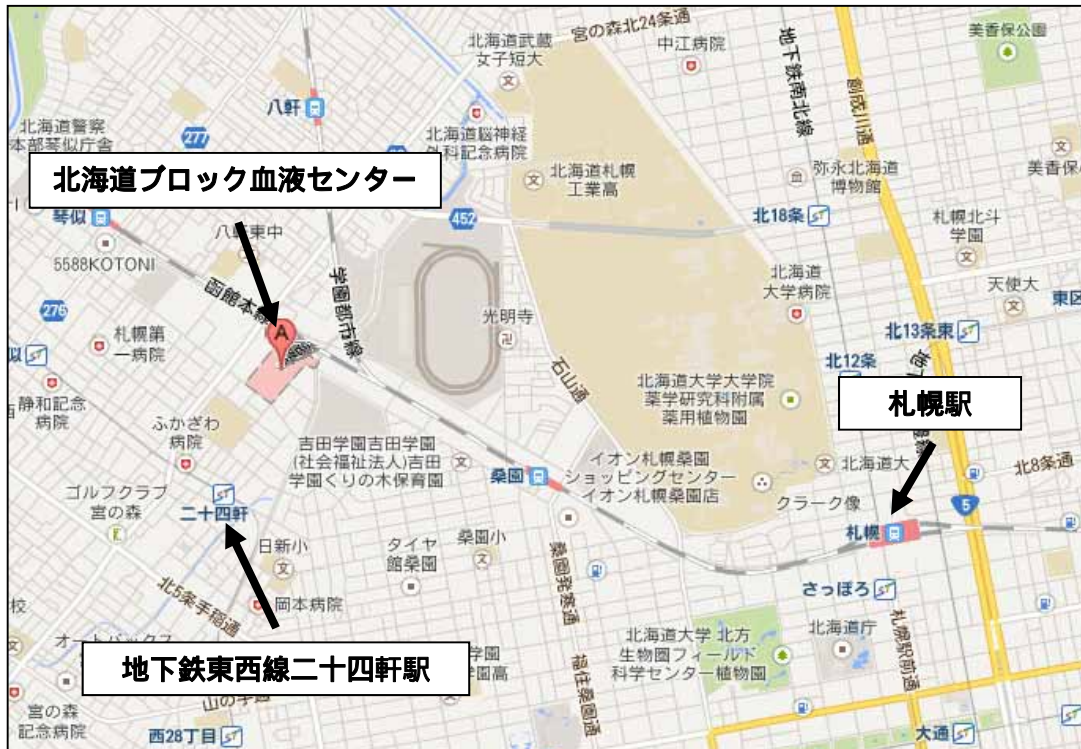 宮の森北24条通
北海道武蔵
女子短大
中江病院
地下鉄南北線
創成川通
美香保公園
八軒
277
北海道警察
本部琴似庁舎
北海道脳神経
外科記念病院
北海道札幌
工業高
弥永北海道
博物館
北海道ブロック血液センター
琴似
452
北18条
札幌北斗
学園
八軒東中
5588KOTONI
函館本線
学園都市線
北海道
大学病院
天使大
東区
276
札幌第
一病院
A
光明寺
北13条東
北12条
石山通
静和記念
病院
北海道大学大学院
薬学研究科附属
薬用植物園
札幌駅
ふかざわ
病院
吉田学園吉田学園
(社会福祉法人)吉田
学園くりの木保育園
桑園
イオン札幌桑園
ショッピングセンター
イオン札幌桑園店
北海道大
クラーク像
北8条通
5
ゴルフクラブ
宮の森
二十四軒
札幌
日新小
タイヤ
館桑園
桑園小
桑園発寒通
さっぽろ
北5条手稲通
岡本病院
オートバックス
北海道大学 北方
生物圏フィールド
科学センター植物園
北海道庁
札幌駅前通
地下鉄東西線二十四軒駅
福住桑園通
宮の森
記念病院
西28丁目
大通